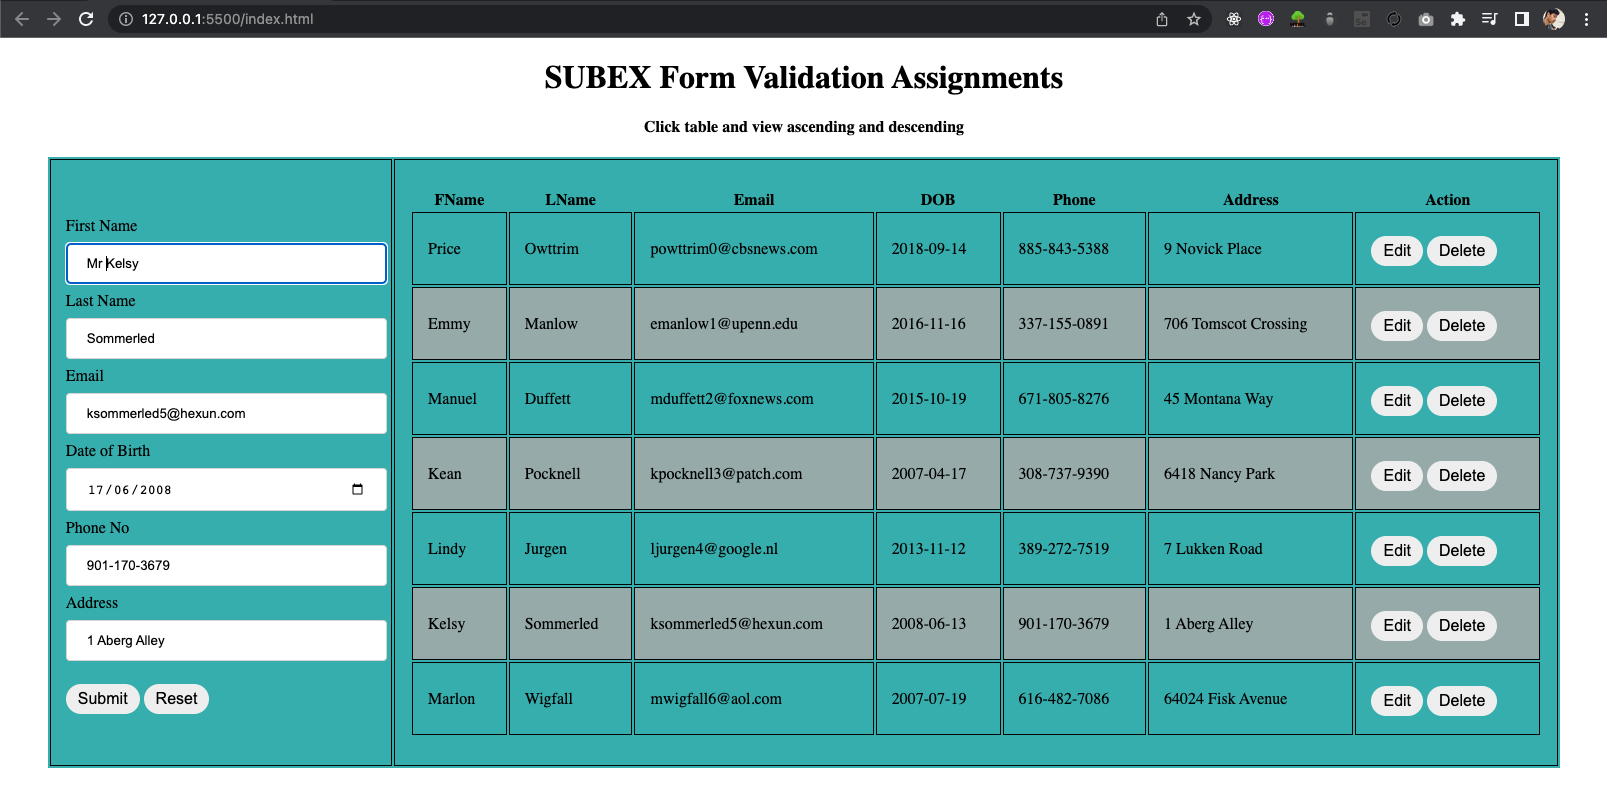 127.0.0.1:5500/index.html
SUBEX Form Validation Assignments
Click table and view ascending and descending
First Name
Mr Kelsy
Last Name
Sommerled
Email
ksommerled5@hexun.com
Date of Birth
17/06/2008
Phone No
901-170-3679
Address
1 Aberg Alley
Submit Reset
FName LName Email DOB Phone Address Action
Price Owttrim powttrim0@cbsnews.com 2018-09-14 885-843-5388 9 Novick Place Edit Delete
Emmy Manlow emanlow1@upenn.edu 2016-11-16 337-155-0891 706 Tomscot Crossing Edit Delete
Manuel Duffett mduffett2@foxnews.com 2015-10-19 671-805-8276 45 Montana Way Edit Delete
Kean Pocknell kpocknell3@patch.com 2007-04-17 308-737-9390 6418 Nancy Park Edit Delete
Lindy Jurgen ljurgen4@google.nl 2013-11-12 389-272-7519 7 Lukken Road Edit Delete
Kelsy Sommerled ksommerled5@hexun.com 2008-06-13 901-170-3679 1 Aberg Alley Edit Delete
Marlon Wigfall mwigfall6@aol.com 2007-07-19 616-482-7086 64024 Fisk Avenue Edit Delete